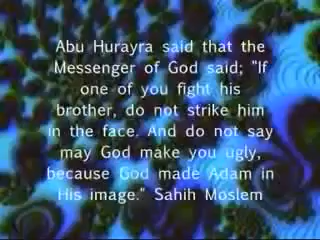 Abu Hurayra said that the
Messenger of God said; "If
one of you fight his
brother, do not strike him
in the face. And do not say
may God make you ugly,
because God made Adam in
His image." Sahih Moslem